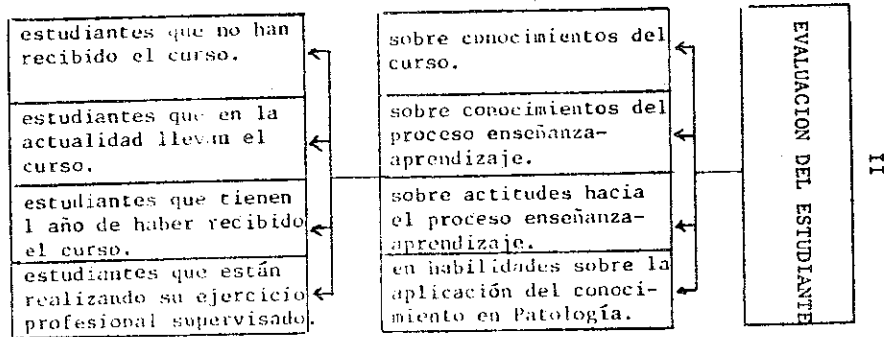 estudiantes que no han
recibido el curso.
estudiantes que en la
actualidad llevan el
curso.
estudiantes que tienen
1 año de haber recibido
el curso.
estudiantes que están
realizando su ejercicio
profesional supervisado.
sobre conocimientos del
curso.
sobre conocimientos del
proceso enseñanza-
aprendizaje.
sobre actitudes hacia
el proceso enseñanza-
aprendizaje.
en habilidades sobre la
aplicación del conoci-
miento en Patología.
EVALUACION DEL ESTUDIANTE
II